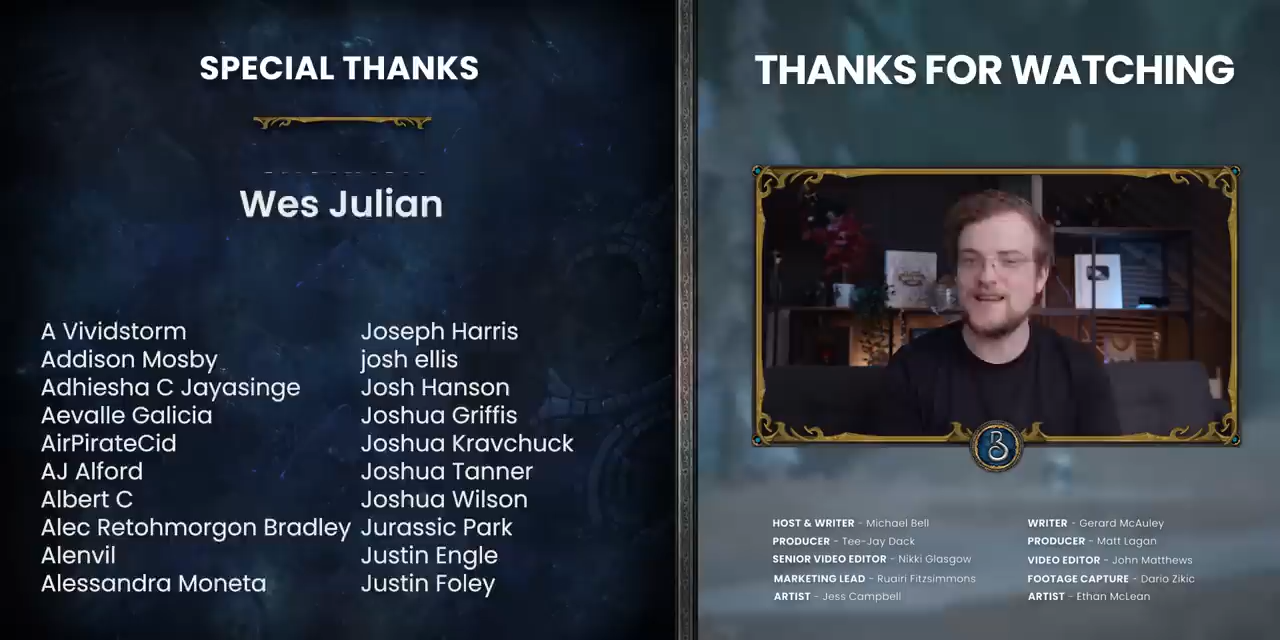 SPECIAL THANKS
Wes Julian
A Vividstorm
Addison Mosby
Adhiesha C Jayasinge
Aevalle Galicia
AirPirateCid
AJ Alford
Albert C
Alec Retohmorgon Bradley
Alenvil
Alessandra Moneta
Joseph Harris
josh ellis
Josh Hanson
Joshua Griffis
Joshua Kravchuck
Joshua Tanner
Joshua Wilson
Jurassic Park
Justin Engle
Justin Foley
THANKS FOR WATCHING
B
HOST & WRITER - Michael Bell
PRODUCER - Tee-Jay Dack
SENIOR VIDEO EDITOR - Nikki Glasgow
MARKETING LEAD - Ruairi Fitzsimmons
ARTIST - Jess Campbell
WRITER - Gerard McAuley
PRODUCER - Matt Lagan
VIDEO EDITOR - John Matthews
FOOTAGE CAPTURE - Dario Zikic
ARTIST - Ethan McLean